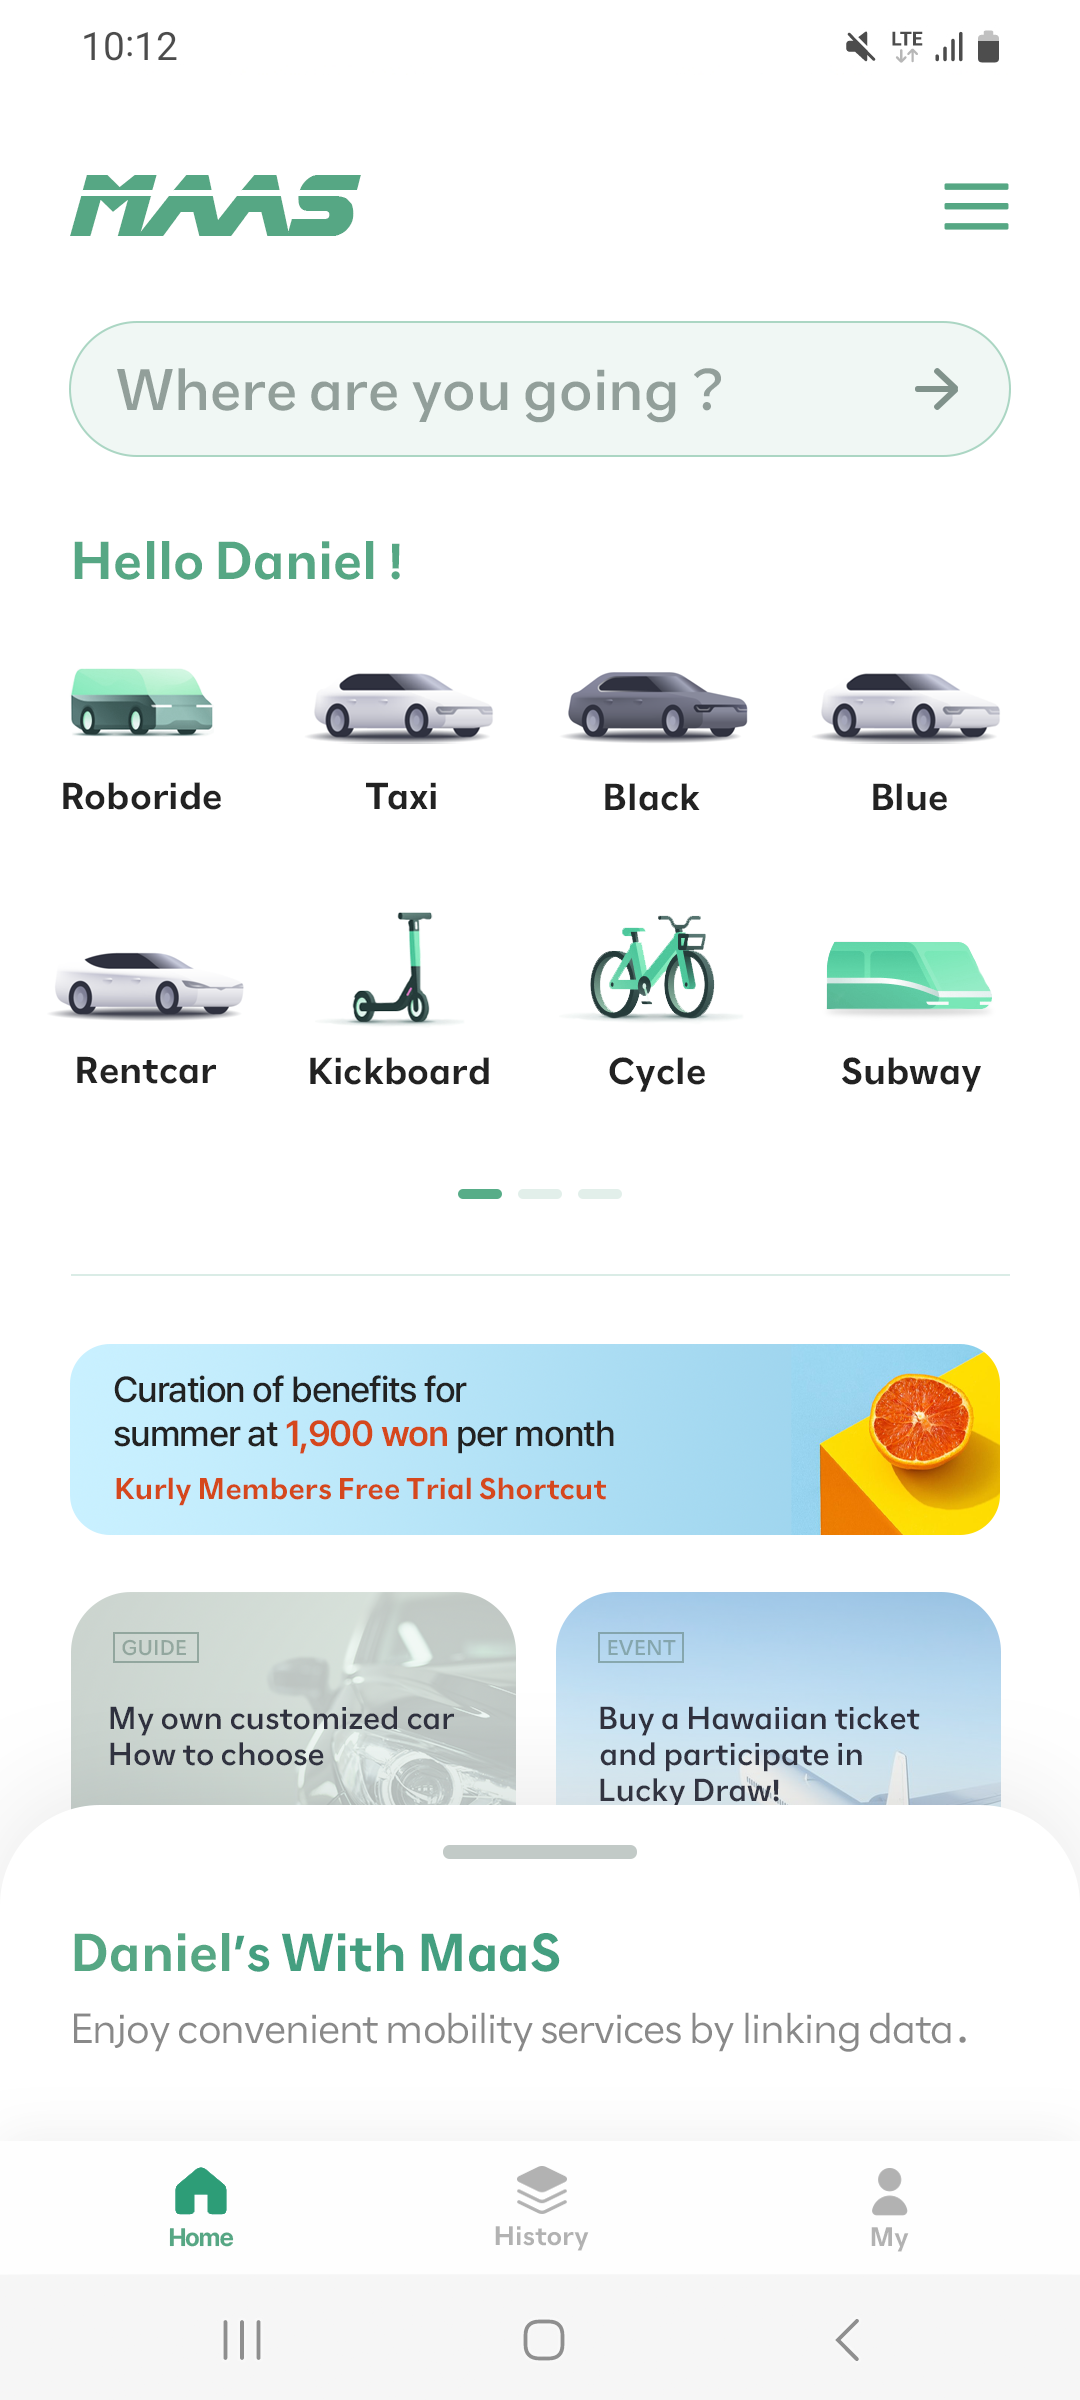 10:12
LTE
MAAS
Where are you going ?
Hello Daniel !
Roboride
Taxi
Black
Blue
Rentcar
Kickboard
Cycle
Subway
Curation of benefits for
summer at 1,900 won per month
Kurly Members Free Trial Shortcut
GUIDE
My own customized car
How to choose
EVENT
Buy a Hawaiian ticket
and participate in
Lucky Draw!
Daniel's With MaaS
Enjoy convenient mobility services by linking data.
Home
History
My